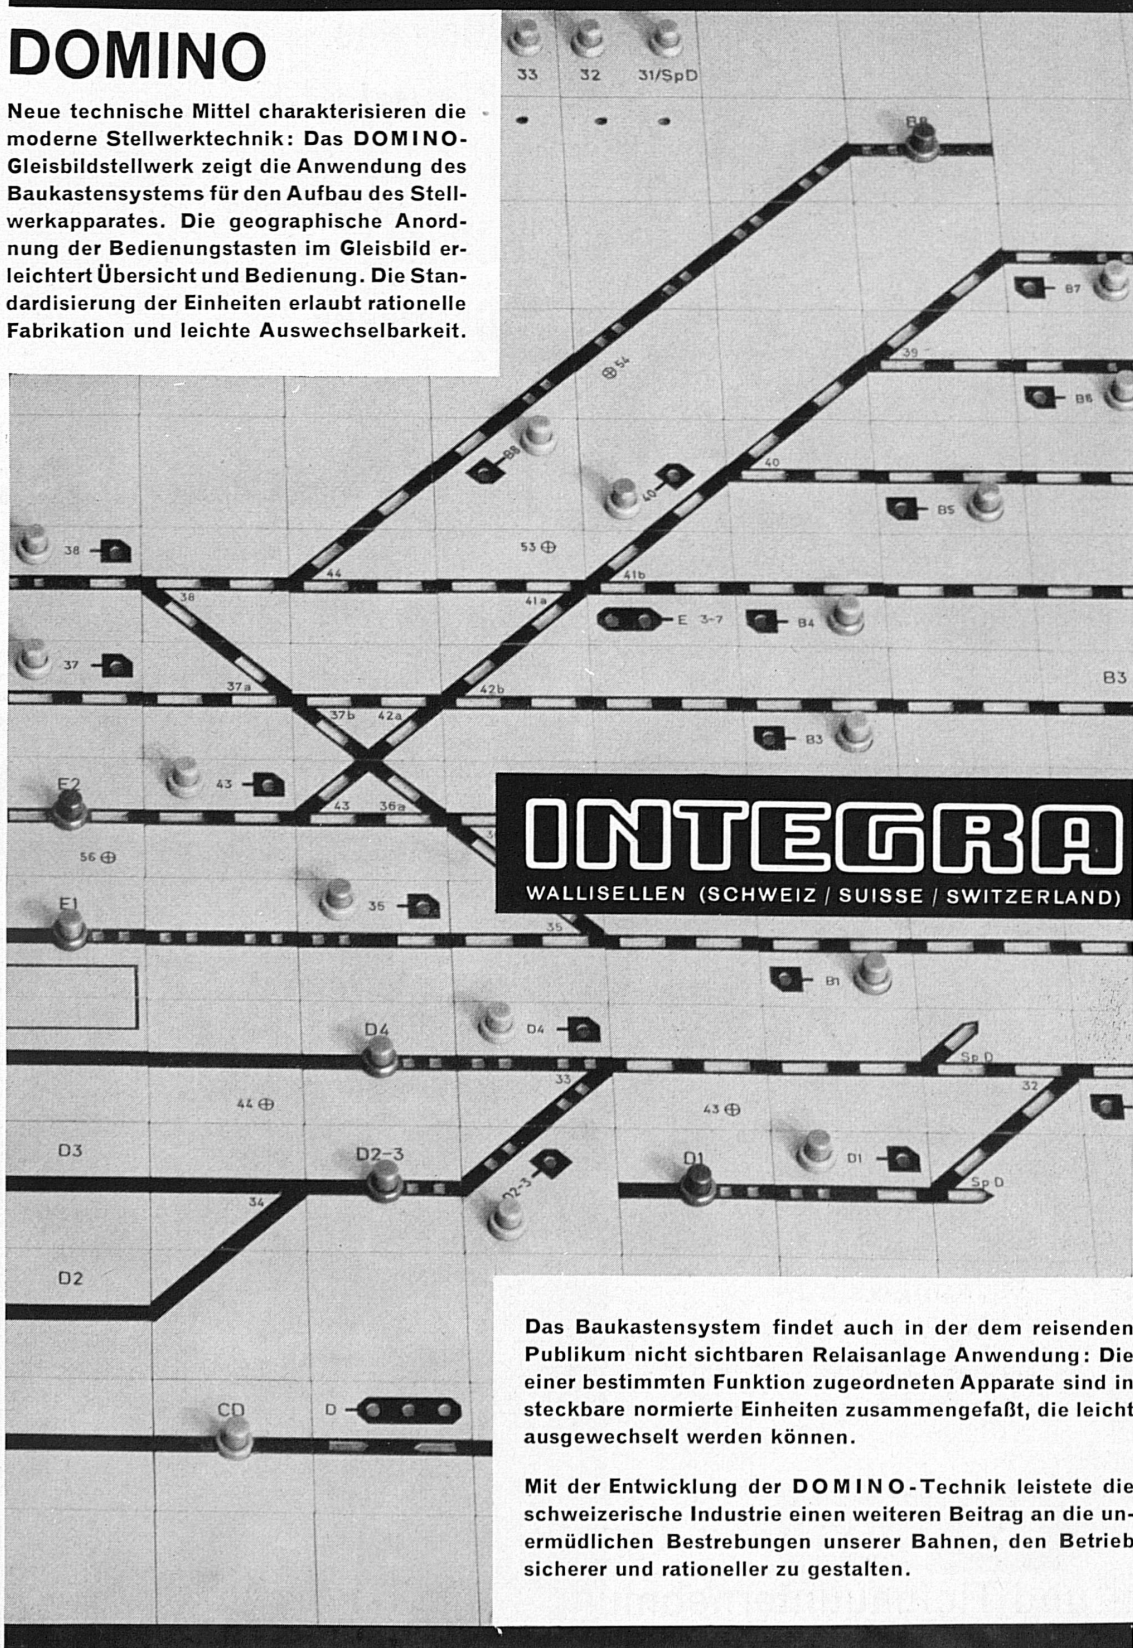 DOMINO
Neue technische Mittel charakterisieren die
moderne Stellwerktechnik: Das DOMINO-
Gleisbildstellwerk zeigt die Anwendung des
Baukastensystems für den Aufbau des Stell-
werkapparates. Die geographische Anord-
nung der Bedienungstasten im Gleisbild er-
leichtert Übersicht und Bedienung. Die Stan-
dardisierung der Einheiten erlaubt rationelle
Fabrikation und leichte Auswechselbarkeit.
33 32 31/SpD
B8
B7
39
54
B6
B8
40
40
B5
38
53
44
41b
38
41a
E 3-7
B4
37
37a
42b
B3
37b 42a
B3
E2
43
43 36a
56
INTEGRA
WALLISELLEN (SCHWEIZ / SUISSE / SWITZERLAND)
E1
35
35
B1
D4
D4
Sp D
33
32
44
43
D3
D2-3
D2-3
D1
D1
Sp D
34
D2
CD
D
Das Baukastensystem findet auch in der dem reisenden
Publikum nicht sichtbaren Relaisanlage Anwendung: Die
einer bestimmten Funktion zugeordneten Apparate sind in
steckbare normierte Einheiten zusammengefaßt, die leicht
ausgewechselt werden können.
Mit der Entwicklung der DOMINO-Technik leistete die
schweizerische Industrie einen weiteren Beitrag an die un-
ermüdlichen Bestrebungen unserer Bahnen, den Betrieb
sicherer und rationeller zu gestalten.